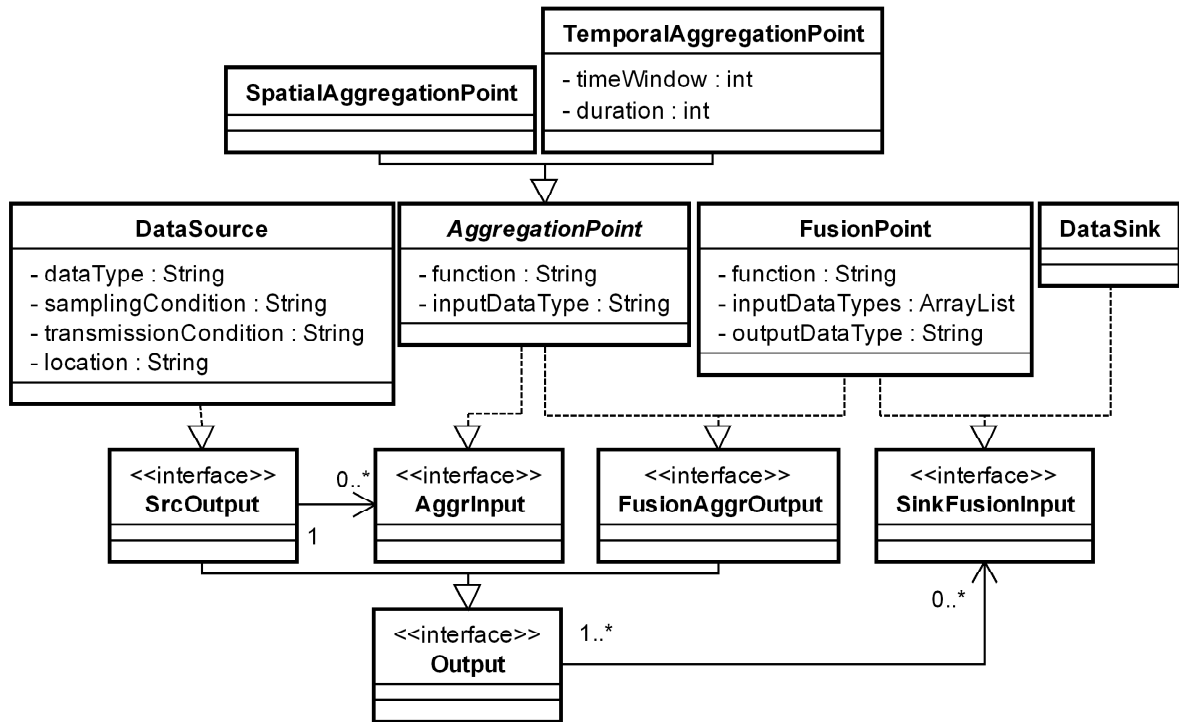 TemporalAggregationPoint
- timeWindow : int
- duration : int
SpatialAggregationPoint
DataSource
- dataType : String
- samplingCondition : String
- transmissionCondition : String
- location : String
AggregationPoint
- function : String
- inputDataType : String
FusionPoint
- function : String
- inputDataTypes : ArrayList
- outputDataType : String
DataSink
<<interface>>
SrcOutput
1
0..*
<<interface>>
AggrInput
<<interface>>
FusionAggrOutput
<<interface>>
SinkFusionInput
<<interface>>
Output
1..*
0..*